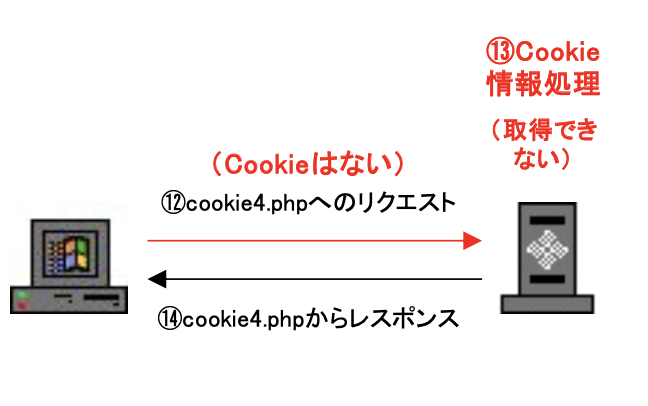 ⑬Cookie
情報処理
（取得でき
ない）
（Cookieはない）
⑫cookie4.phpへのリクエスト
⑭cookie4.phpからレスポンス